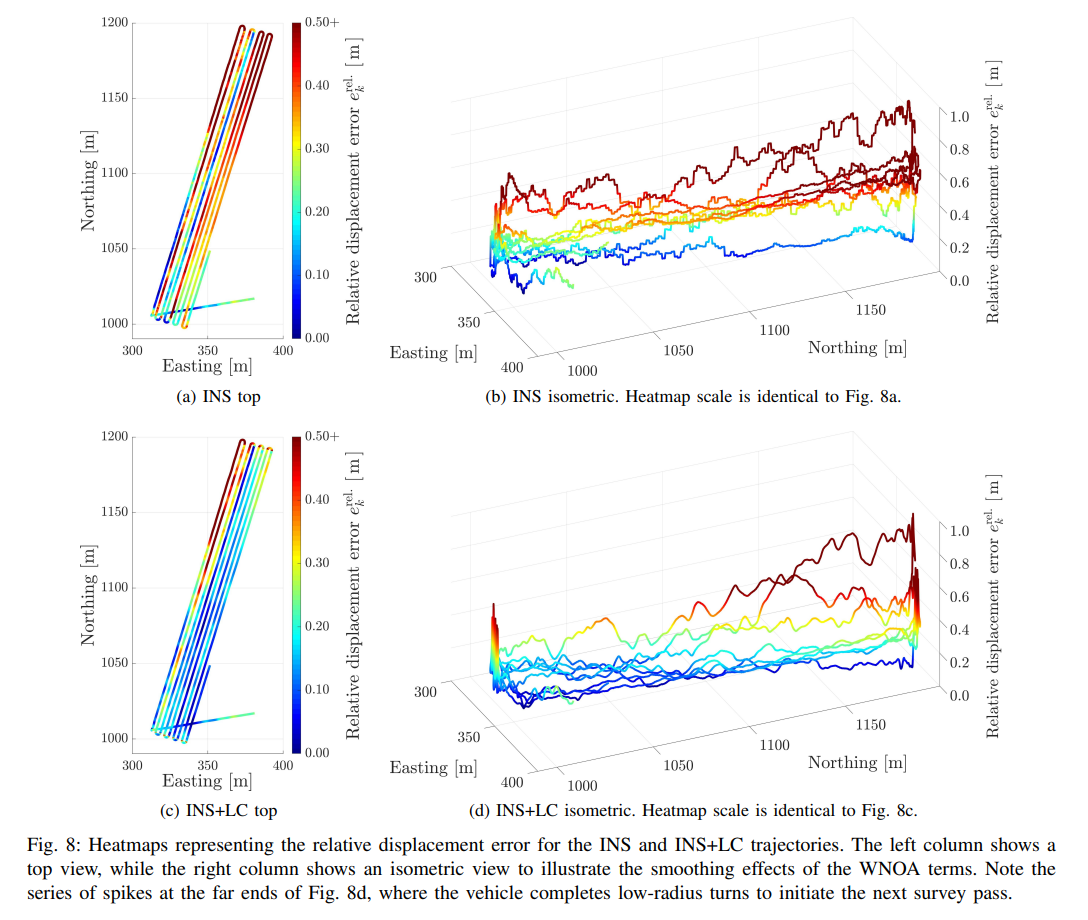 1200
1150
1100
1050
1000
Northing [m]
300
350
400
Easting [m]
0.50+
0.40
0.30
0.20
0.10
0.00
Relative displacement error e_k^rel. [m]
(a) INS top
300
350
400
Easting [m]
1000
1050
1100
1150
Northing [m]
1.0
0.8
0.6
0.4
0.2
0.0
Relative displacement error e_k^rel. [m]
(b) INS isometric. Heatmap scale is identical to Fig. 8a.
1200
1150
1100
1050
1000
Northing [m]
300
350
400
Easting [m]
0.50+
0.40
0.30
0.20
0.10
0.00
Relative displacement error e_k^rel. [m]
(c) INS+LC top
300
350
400
Easting [m]
1000
1050
1100
1150
Northing [m]
1.0
0.8
0.6
0.4
0.2
0.0
Relative displacement error e_k^rel. [m]
(d) INS+LC isometric. Heatmap scale is identical to Fig. 8c.
Fig. 8: Heatmaps representing the relative displacement error for the INS and INS+LC trajectories. The left column shows a
top view, while the right column shows an isometric view to illustrate the smoothing effects of the WNOA terms. Note the
series of spikes at the far ends of Fig. 8d, where the vehicle completes low-radius turns to initiate the next survey pass.